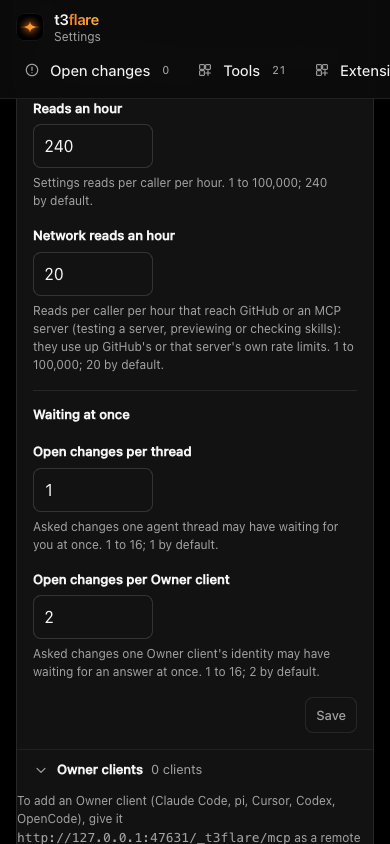 t3flare
Settings
Open changes 0 Tools 21 Extensi
Reads an hour
240
Settings reads per caller per hour. 1 to 100,000; 240
by default.
Network reads an hour
20
Reads per caller per hour that reach GitHub or an MCP
server (testing a server, previewing or checking skills):
they use up GitHub's or that server's own rate limits. 1 to
100,000; 20 by default.
Waiting at once
Open changes per thread
1
Asked changes one agent thread may have waiting for
you at once. 1 to 16; 1 by default.
Open changes per Owner client
2
Asked changes one Owner client's identity may have
waiting for an answer at once. 1 to 16; 2 by default.
Save
Owner clients 0 clients
To add an Owner client (Claude Code, pi, Cursor, Codex,
OpenCode), give it
http://127.0.0.1:47631/_t3flare/mcp as a remote